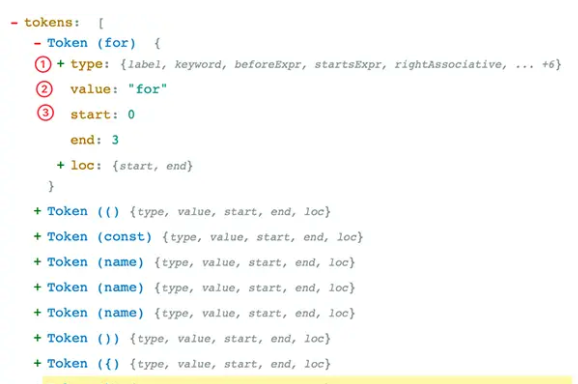 - tokens: [
- Token (for) {
1 + type: {label, keyword, beforeExpr, startsExpr, rightAssociative, ... +6}
2 value: "for"
3 start: 0
end: 3
+ loc: {start, end}
}
+ Token (() {type, value, start, end, loc}
+ Token (const) {type, value, start, end, loc}
+ Token (name) {type, value, start, end, loc}
+ Token (name) {type, value, start, end, loc}
+ Token (name) {type, value, start, end, loc}
+ Token ()) {type, value, start, end, loc}
+ Token ({) {type, value, start, end, loc}